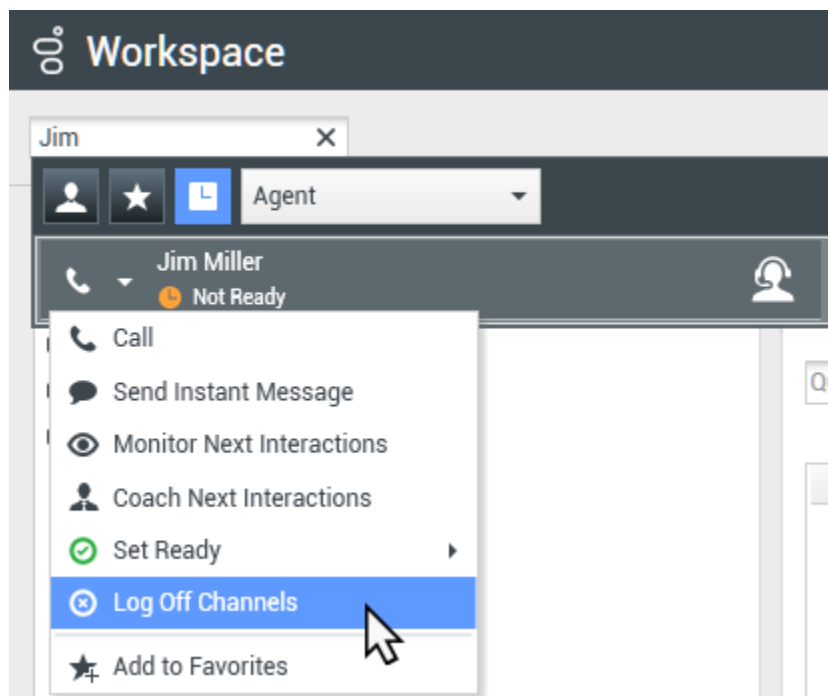 Workspace
Jim
Agent
Jim Miller
Not Ready
Call
Send Instant Message
Monitor Next Interactions
Coach Next Interactions
Set Ready
Log Off Channels
Add to Favorites